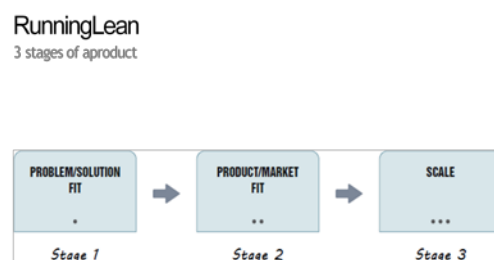 RunningLean
3 stages of aproduct
PROBLEM/SOLUTION
FIT
PRODUCT/MARKET
FIT
SCALE
*
**
***
Stage 1
Stage 2
Stage 3